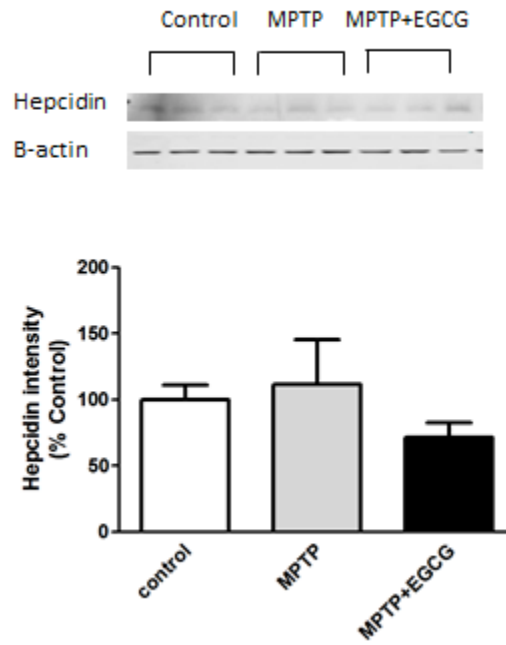 Control MPTP MPTP+EGCG
Hepcidin
B-actin
200
150
100
50
0
Hepcidin intensity
(% Control)
control
MPTP
MPTP+EGCG